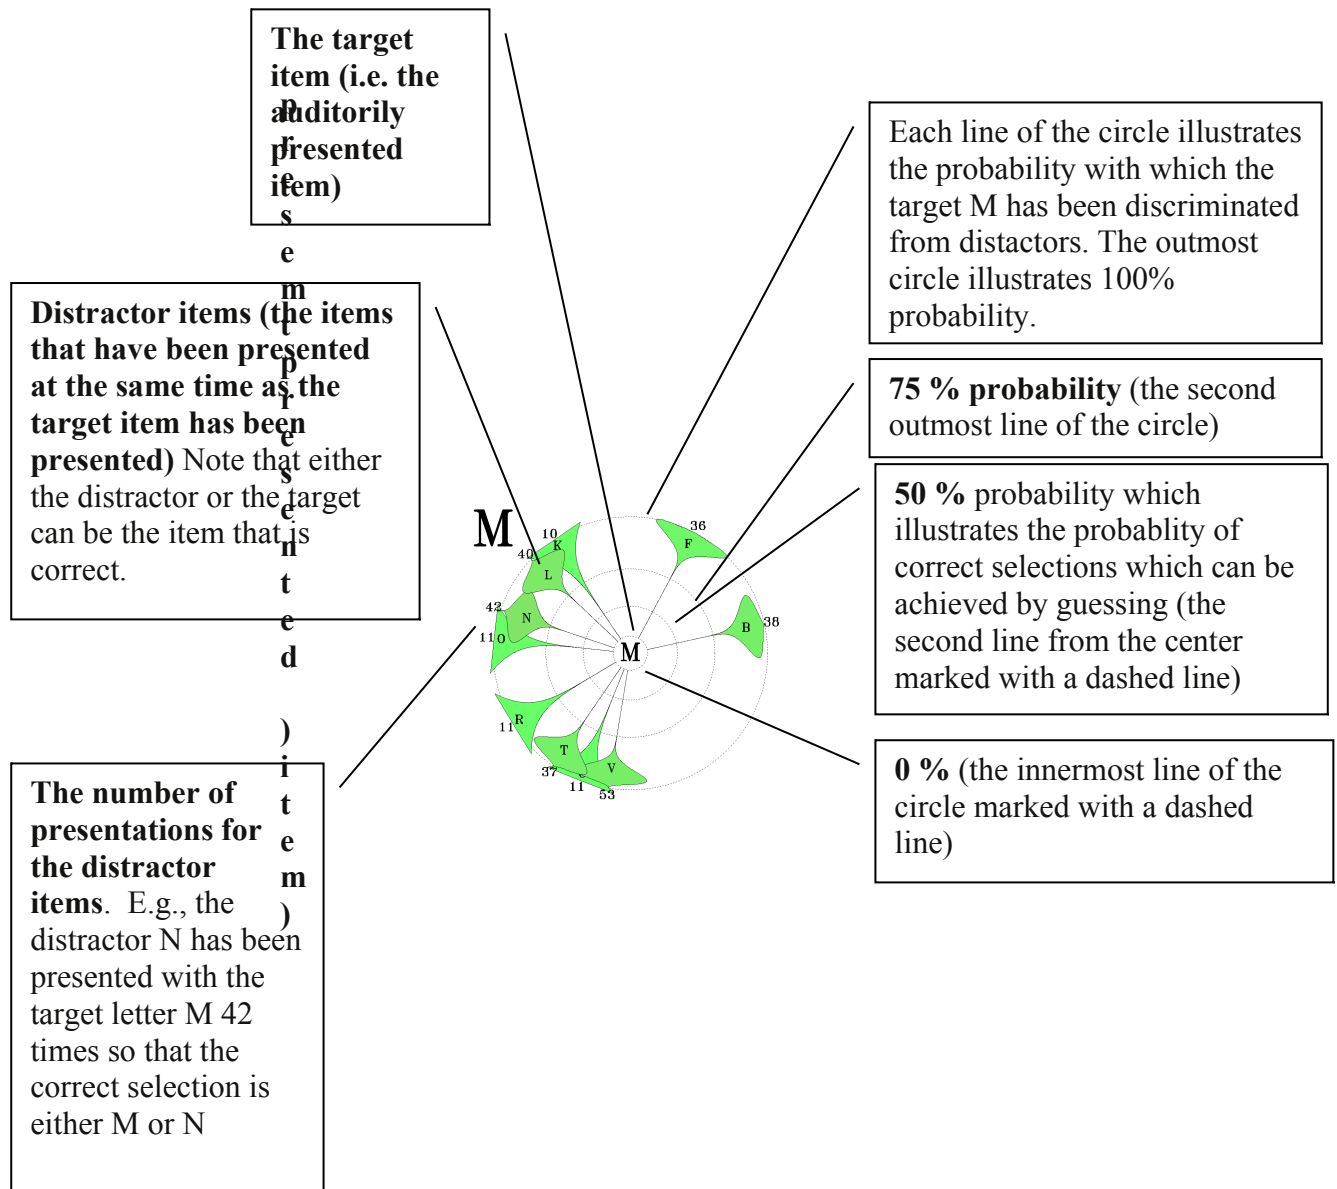 The target
item (i.e. the
auditorily
presented
item)
presemtpresented )item)
Each line of the circle illustrates
the probability with which the
target M has been discriminated
from distactors. The outmost
circle illustrates 100%
probability.
Distractor items (the items
that have been presented
at the same time as the
target item has been
presented) Note that either
the distractor or the target
can be the item that is
correct.
75 % probability (the second
outmost line of the circle)
50 % probability which
illustrates the probablity of
correct selections which can be
achieved by guessing (the
second line from the center
marked with a dashed line)
M
10
K
36
F
40
L
42
N
38
B
110
M
R
11
T
V
37
11
53
0 % (the innermost line of the
circle marked with a dashed
line)
The number of
presentations for
the distractor
items. E.g., the
distractor N has been
presented with the
target letter M 42
times so that the
correct selection is
either M or N